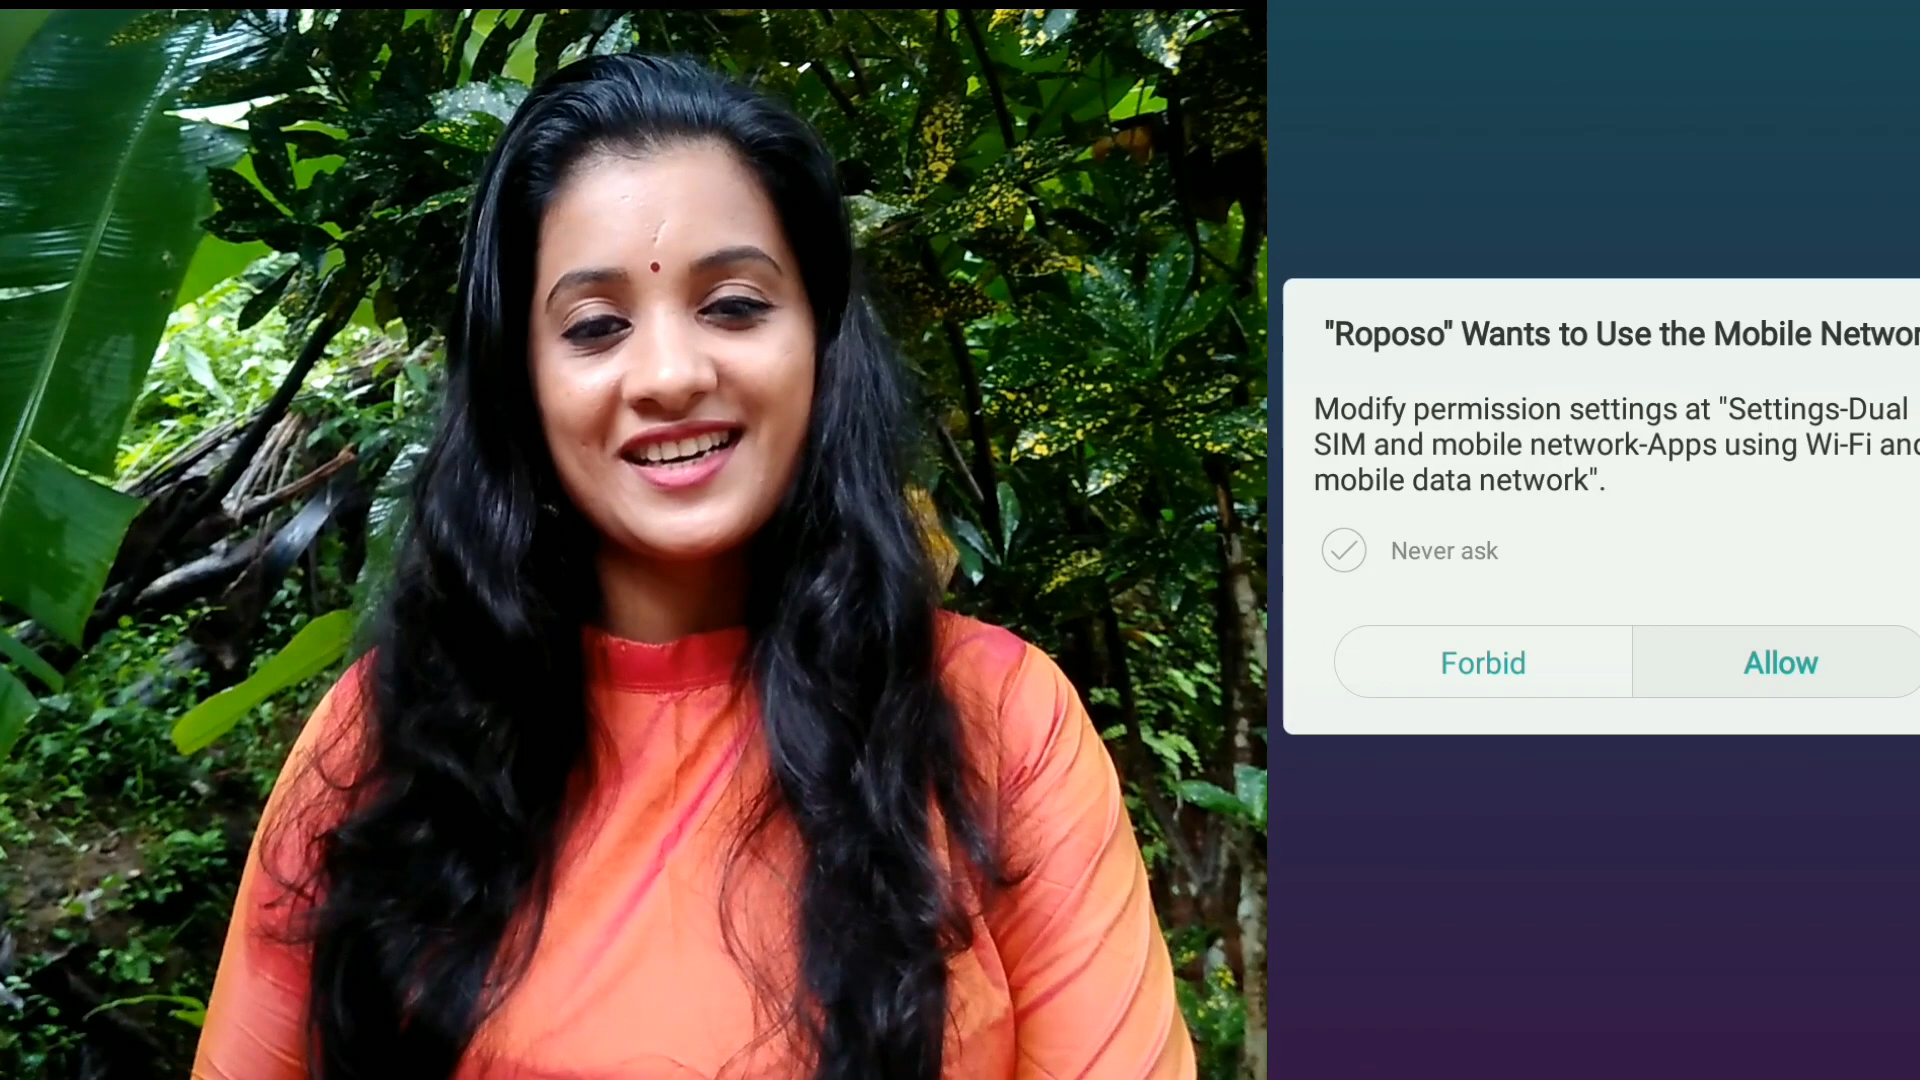 "Roposo" Wants to Use the Mobile Networ
Modify permission settings at "Settings-Dual
SIM and mobile network-Apps using Wi-Fi and
mobile data network".
Never ask
Forbid
Allow